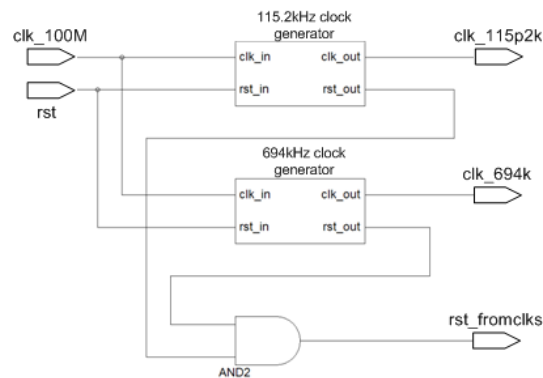 115.2kHz clock
generator
clk_100M
clk_115p2k
clk_in clk_out
rst_in rst_out
rst
694kHz clock
generator
clk_694k
clk_in clk_out
rst_in rst_out
rst_fromclks
AND2